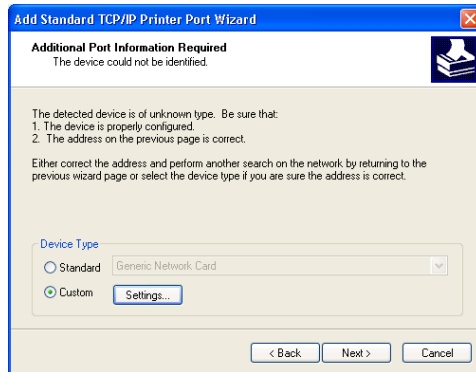 Add Standard TCP/IP Printer Port Wizard
Additional Port Information Required
The device could not be identified.
The detected device is of unknown type.  Be sure that:
1. The device is properly configured.
2.  The address on the previous page is correct.
Either correct the address and perform another search on the network by returning to the
previous wizard page or select the device type if you are sure the address is correct.
Device Type
Standard
Generic Network Card
Custom
Settings...
< Back
Next >
Cancel